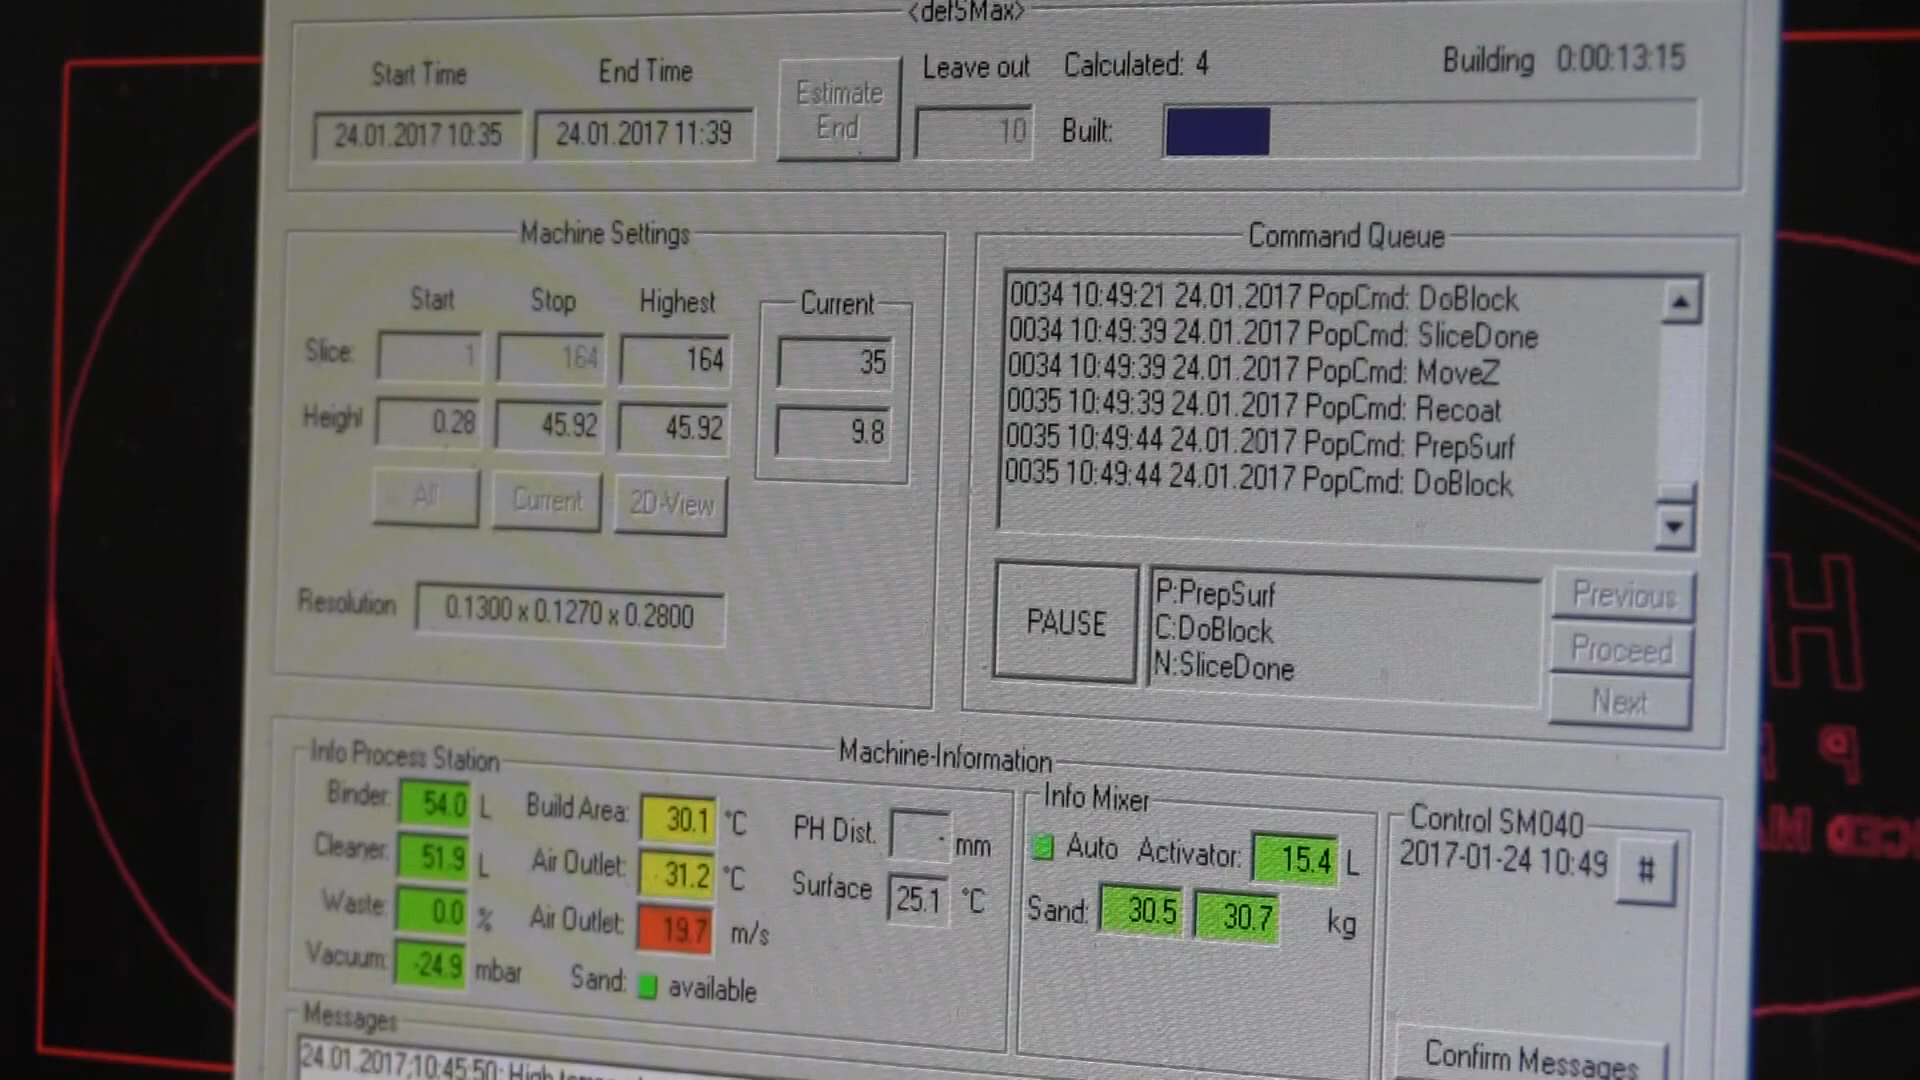 <defSMax>
Start Time End Time Estimate End Leave out Calculated: 4 Building 0:00:13:15
24.01.2017 10:35 24.01.2017 11:39 10 Built:
Machine Settings
Start Stop Highest Current
Slice: 1 164 164 35
Height 0.28 45.92 45.92 9.8
All Current 2D-View
Resolution 0.1300 x 0.1270 x 0.2800
Command Queue
0034 10:49:21 24.01.2017 PopCmd: DoBlock
0034 10:49:39 24.01.2017 PopCmd: SliceDone
0034 10:49:39 24.01.2017 PopCmd: MoveZ
0035 10:49:39 24.01.2017 PopCmd: Recoat
0035 10:49:44 24.01.2017 PopCmd: PrepSurf
0035 10:49:44 24.01.2017 PopCmd: DoBlock
PAUSE
P:PrepSurf
C:DoBlock
N:SliceDone
Previous
Proceed
Next
Machine-Information
Info Process Station
Binder: 54.0 L Build Area: 30.1 °C PH Dist. - mm
Cleaner: 51.9 L Air Outlet: 31.2 °C Surface 25.1 °C
Waste: 0.0 % Air Outlet: 19.7 m/s
Vacuum: -24.9 mbar Sand: available
Info Mixer
Auto Activator: 15.4 L
Sand: 30.5 30.7 kg
Control SM040
2017-01-24 10:49 #
Confirm Messages
Messages
24.01.2017;10:45:50: High